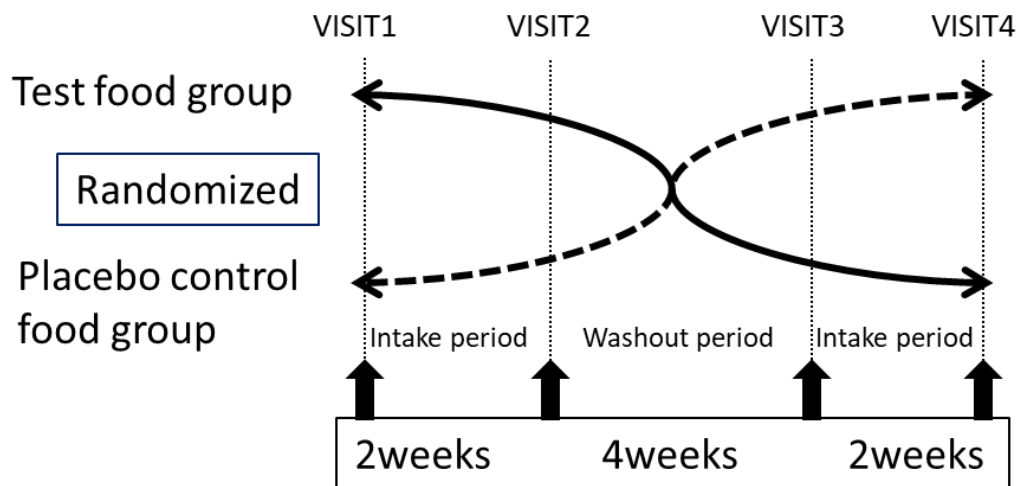 VISIT1 VISIT2 VISIT3 VISIT4
Test food group
Randomized
Placebo control
food group
Intake period Washout period Intake period
2weeks 4weeks 2weeks